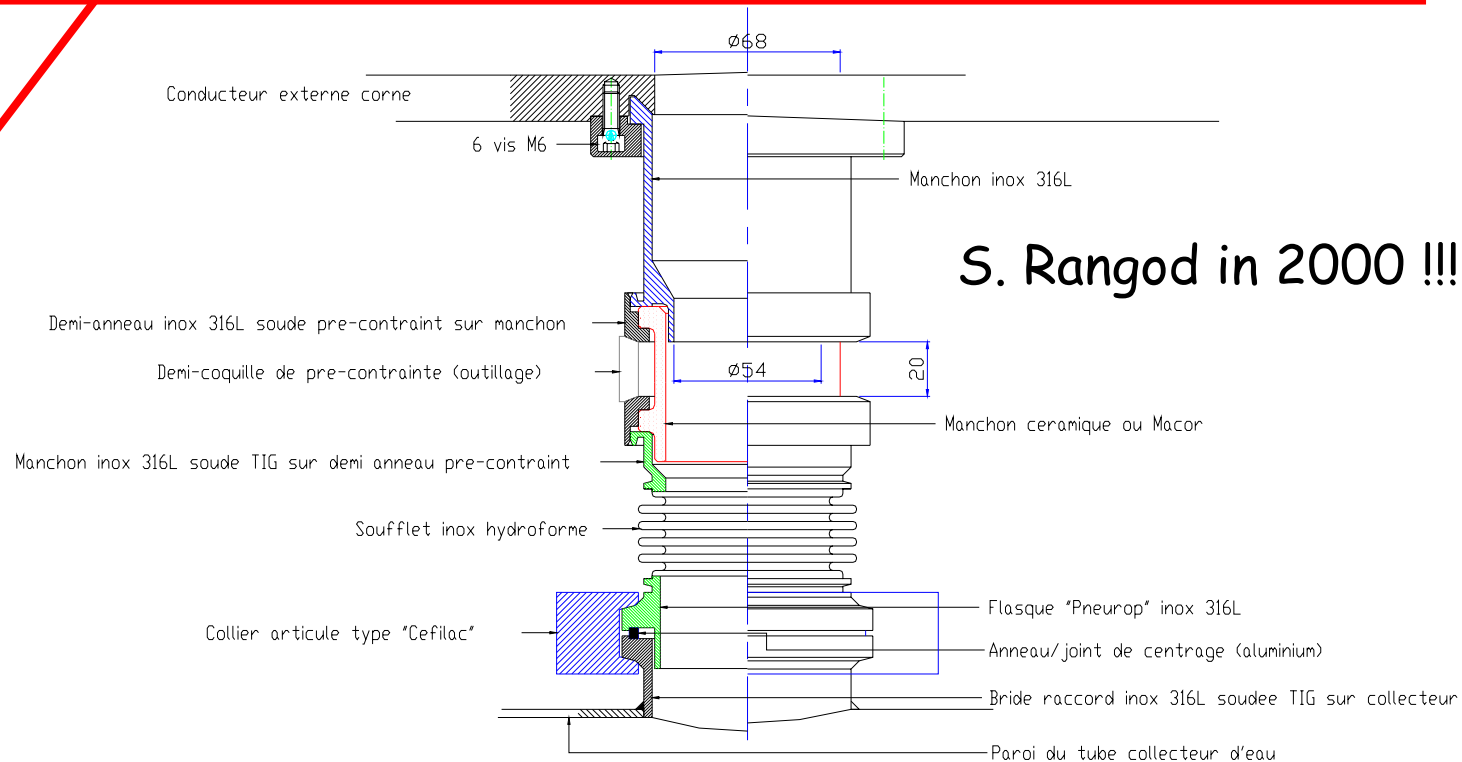 Ø68
Conducteur externe corne
6 vis M6
Manchon inox 316L
S. Rangod in 2000 !!!
Demi-anneau inox 316L soude pre-contraint sur manchon
Demi-coquille de pre-contrainte (outillage)
Ø54
20
Manchon ceramique ou Macor
Manchon inox 316L soude TIG sur demi anneau pre-contraint
Soufflet inox hydroforme
Flasque "Pneurop" inox 316L
Collier articule type "Cefilac"
Anneau/joint de centrage (aluminium)
Bride raccord inox 316L soudee TIG sur collecteur
Paroi du tube collecteur d'eau